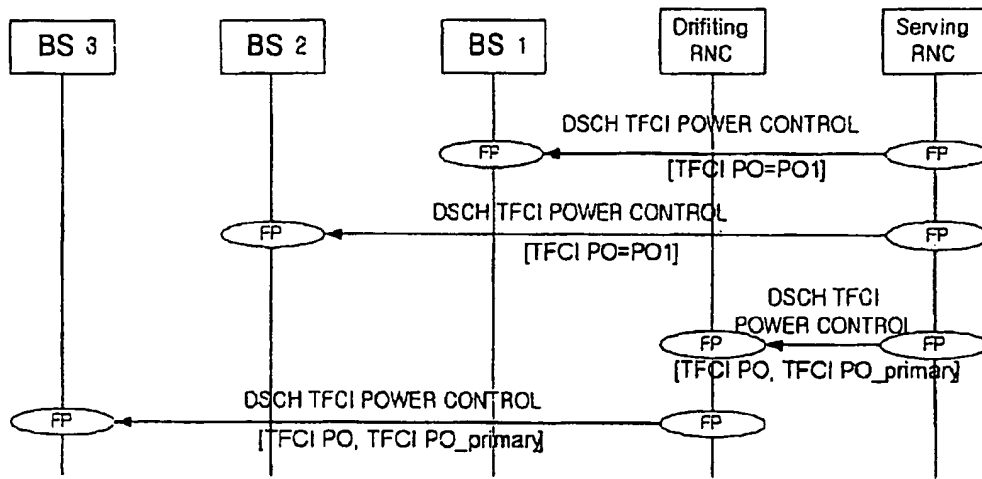 BS 3
BS 2
BS 1
Drifiting
RNC
Serving
RNC
DSCH TFCI POWER CONTROL
FP
FP
[TFCI PO=PO1]
DSCH TFCI POWER CONTROL
FP
FP
[TFCI PO=PO1]
DSCH TFCI
POWER CONTROL
FP
FP
[TFCI PO, TFCI PO_primary]
DSCH TFCI POWER CONTROL
FP
FP
[TFCI PO, TFCI PO_primary]